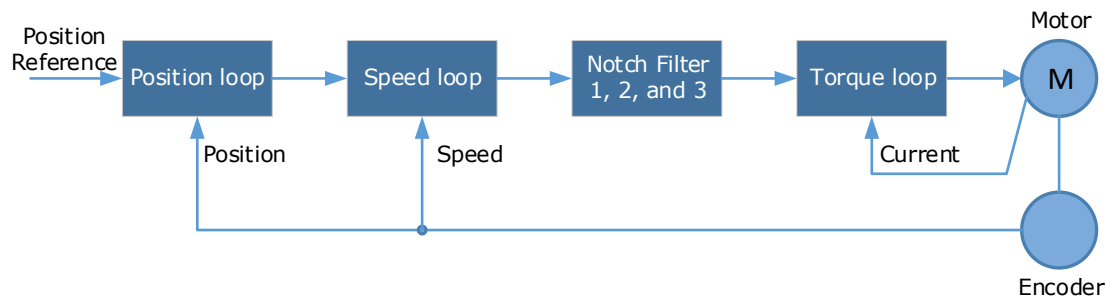 Motor
Position
Reference
Position loop
Speed loop
Notch Filter
1, 2, and 3
Torque loop
M
Position
Speed
Current
Encoder